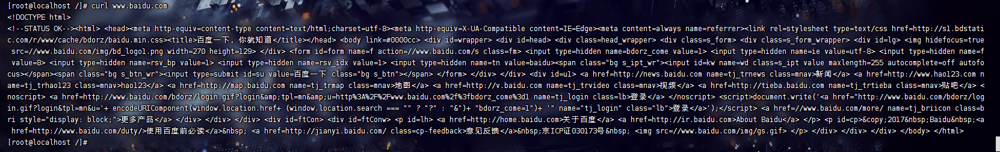 [root@localhost /]# curl www.baidu.com
<!DOCTYPE html>
<!--STATUS OK--><html> <head><meta http-equiv=content-type content=text/html;charset=utf-8><meta http-equiv=X-UA-Compatible content=IE=Edge><meta content=always name=referrer><link rel=stylesheet type=text/css href=http://s1.bdstati
c.com/r/www/cache/bdorz/baidu.min.css><title>百度一下，你就知道</title></head> <body link=#0000cc> <div id=wrapper> <div id=head> <div class=head_wrapper> <div class=s_form> <div class=s_form_wrapper> <div id=lg> <img hidefocus=true
 src=//www.baidu.com/img/bd_logo1.png width=270 height=129> </div> <form id=form name=f action=//www.baidu.com/s class=fm> <input type=hidden name=bdorz_come value=1> <input type=hidden name=ie value=utf-8> <input type=hidden name=f
 value=8> <input type=hidden name=rsv_bp value=1> <input type=hidden name=rsv_idx value=1> <input type=hidden name=tn value=baidu><span class="bg s_ipt_wr"><input id=kw name=wd class=s_ipt value maxlength=255 autocomplete=off autofo
cus></span><span class="bg s_btn_wr"><input type=submit id=su value=百度一下 class="bg s_btn"></span> </form> </div> </div> <div id=u1> <a href=http://news.baidu.com name=tj_trnews class=mnav>新闻</a> <a href=http://www.hao123.com n
ame=tj_trhao123 class=mnav>hao123</a> <a href=http://map.baidu.com name=tj_trmap class=mnav>地图</a> <a href=http://v.baidu.com name=tj_trvideo class=mnav>视频</a> <a href=http://tieba.baidu.com name=tj_trtieba class=mnav>贴吧</a> <
noscript> <a href=http://www.baidu.com/bdorz/login.gif?login&amp;tpl=mn&amp;u=http%3A%2F%2Fwww.baidu.com%2f%3fbdorz_come%3d1 name=tj_login class=lb>登录</a> </noscript> <script>document.write('<a href="http://www.baidu.com/bdorz/log
in.gif?login&tpl=mn&u='+ encodeURIComponent(window.location.href+ (window.location.search === "" ? "?" : "&")+ "bdorz_come=1")+ '" name="tj_login" class="lb">登录</a>');</script> <a href=//www.baidu.com/more/ name=tj_briicon class=b
ri style="display: block;">更多产品</a> </div> </div> </div> <div id=ftCon> <div id=ftConw> <p id=lh> <a href=http://home.baidu.com>关于百度</a> <a href=http://ir.baidu.com>About Baidu</a> </p> <p id=cp>&copy;2017&nbsp;Baidu&nbsp;<a
 href=http://www.baidu.com/duty/>使用百度前必读</a>&nbsp; <a href=http://jianyi.baidu.com/ class=cp-feedback>意见反馈</a>&nbsp;京ICP证030173号&nbsp; <img src=//www.baidu.com/img/gs.gif> </p> </div> </div> </div> </body> </html>
[root@localhost /]#